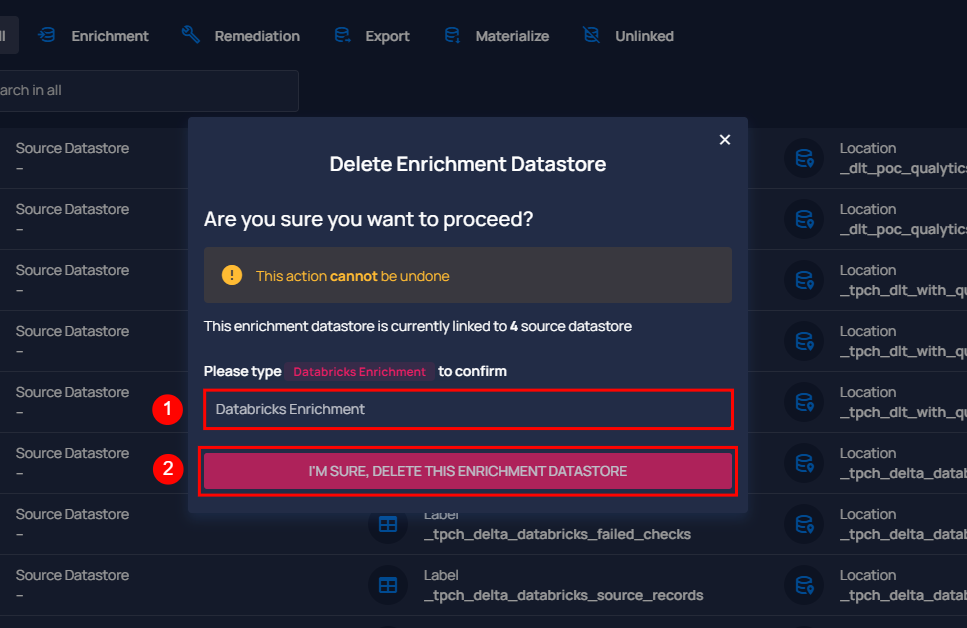 Enrichment Remediation Export Materialize Unlinked
arch in all
Source Datastore
–
Location
_dlt_poc_qualytics
Source Datastore
–
Location
_dlt_poc_qualytics
Source Datastore
–
Location
_tpch_dlt_with_qu
Source Datastore
–
Location
_tpch_dlt_with_qu
Source Datastore
–
Location
_tpch_dlt_with_qu
Source Datastore
–
Location
_tpch_delta_datab
Source Datastore
–
Label
_tpch_delta_databricks_failed_checks
Location
_tpch_delta_datab
Source Datastore
–
Label
_tpch_delta_databricks_source_records
Location
_tpch_delta_datab
Delete Enrichment Datastore
Are you sure you want to proceed?
! This action cannot be undone
This enrichment datastore is currently linked to 4 source datastore
Please type Databricks Enrichment to confirm
1 Databricks Enrichment
2 I'M SURE, DELETE THIS ENRICHMENT DATASTORE